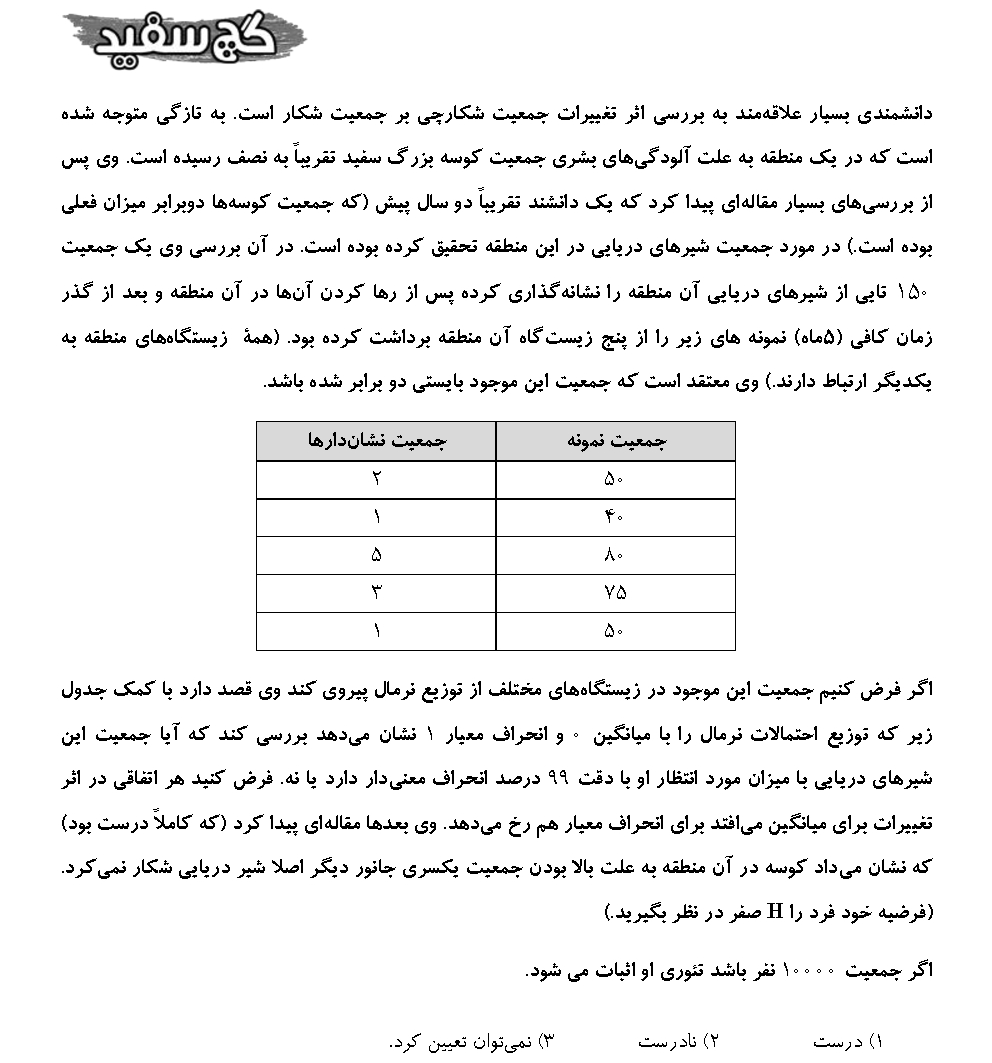 گچ سفید
دانشمندی بسیار علاقه‌مند به بررسی اثر تغییرات جمعیت شکارچی بر جمعیت شکار است. به تازگی متوجه شده
است که در یک منطقه به علت آلودگی‌های بشری جمعیت کوسه بزرگ سفید تقریباً به نصف رسیده است. وی پس
از بررسی‌های بسیار مقاله‌ای پیدا کرد که یک دانشند تقریباً دو سال پیش (که جمعیت کوسه‌ها دوبرابر میزان فعلی
بوده است.) در مورد جمعیت شیرهای دریایی در این منطقه تحقیق کرده بوده است. در آن بررسی وی یک جمعیت
۱۵۰ تایی از شیرهای دریایی آن منطقه را نشانه‌گذاری کرده پس از رها کردن آن‌ها در آن منطقه و بعد از گذر
زمان کافی (۵ماه) نمونه های زیر را از پنج زیست‌گاه آن منطقه برداشت کرده بود. (همهٔ زیستگاه‌های منطقه به
یکدیگر ارتباط دارند.) وی معتقد است که جمعیت این موجود بایستی دو برابر شده باشد.
جمعیت نمونه جمعیت نشان‌دارها
۵۰ ۲
۴۰ ۱
۸۰ ۵
۷۵ ۳
۵۰ ۱
اگر فرض کنیم جمعیت این موجود در زیستگاه‌های مختلف از توزیع نرمال پیروی کند وی قصد دارد با کمک جدول
زیر که توزیع احتمالات نرمال را با میانگین ۰ و انحراف معیار ۱ نشان می‌دهد بررسی کند که آیا جمعیت این
شیرهای دریایی با میزان مورد انتظار او با دقت ۹۹ درصد انحراف معنی‌دار دارد یا نه. فرض کنید هر اتفاقی در اثر
تغییرات برای میانگین می‌افتد برای انحراف معیار هم رخ می‌دهد. وی بعدها مقاله‌ای پیدا کرد (که کاملاً درست بود)
که نشان می‌داد کوسه در آن منطقه به علت بالا بودن جمعیت یکسری جانور دیگر اصلا شیر دریایی شکار نمی‌کرد.
(فرضیه خود فرد را H صفر در نظر بگیرید.)
اگر جمعیت ۱۰۰۰۰ نفر باشد تئوری او اثبات می شود.
۱) درست ۲) نادرست ۳) نمی‌توان تعیین کرد.